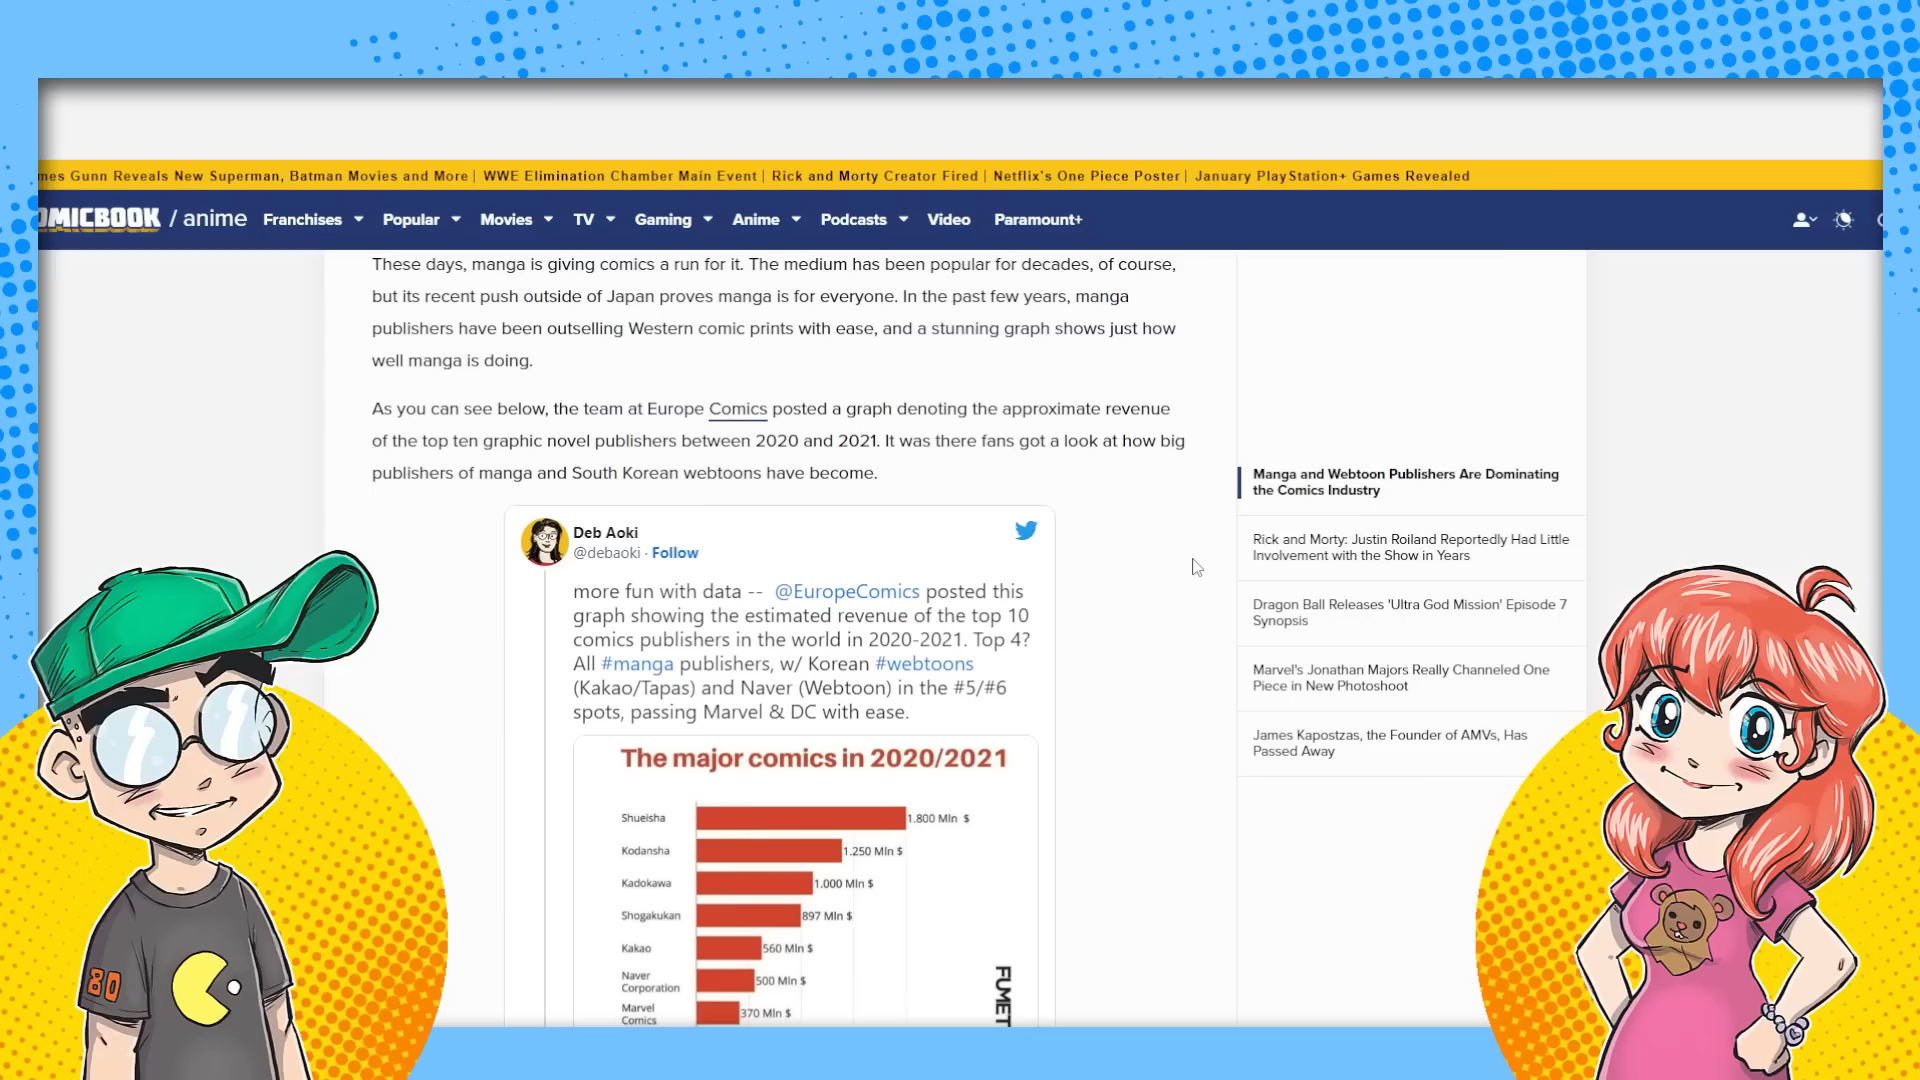 mes Gunn Reveals New Superman, Batman Movies and More | WWE Elimination Chamber Main Event | Rick and Morty Creator Fired | Netflix's One Piece Poster | January PlayStation+ Games Revealed
OMICBOOK / anime Franchises Popular Movies TV Gaming Anime Podcasts Video Paramount+
These days, manga is giving comics a run for it. The medium has been popular for decades, of course,
but its recent push outside of Japan proves manga is for everyone. In the past few years, manga
publishers have been outselling Western comic prints with ease, and a stunning graph shows just how
well manga is doing.
As you can see below, the team at Europe Comics posted a graph denoting the approximate revenue
of the top ten graphic novel publishers between 2020 and 2021. It was there fans got a look at how big
publishers of manga and South Korean webtoons have become.
Deb Aoki
@debaoki · Follow
more fun with data -- @EuropeComics posted this
graph showing the estimated revenue of the top 10
comics publishers in the world in 2020-2021. Top 4?
All #manga publishers, w/ Korean #webtoons
(Kakao/Tapas) and Naver (Webtoon) in the #5/#6
spots, passing Marvel & DC with ease.
The major comics in 2020/2021
Shueisha 1.800 Mln $
Kodansha 1.250 Mln $
Kadokawa 1.000 Mln $
Shogakukan 897 Mln $
Kakao 560 Mln $
Naver
Corporation 500 Mln $
Marvel
Comics 370 Mln $
FUMET
Manga and Webtoon Publishers Are Dominating
the Comics Industry
Rick and Morty: Justin Roiland Reportedly Had Little
Involvement with the Show in Years
Dragon Ball Releases 'Ultra God Mission' Episode 7
Synopsis
Marvel's Jonathan Majors Really Channeled One
Piece in New Photoshoot
James Kapostzas, the Founder of AMVs, Has
Passed Away
80